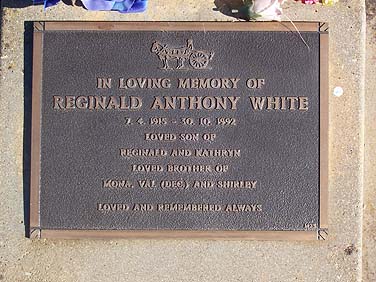 IN LOVING MEMORY OF
REGINALD ANTHONY WHITE
7. 4. 1915 - 30. 10. 1992
LOVED SON OF
REGINALD AND KATHRYN
LOVED BROTHER OF
MONA, VAL (DEC.) AND SHIRLEY
LOVED AND REMEMBERED ALWAYS